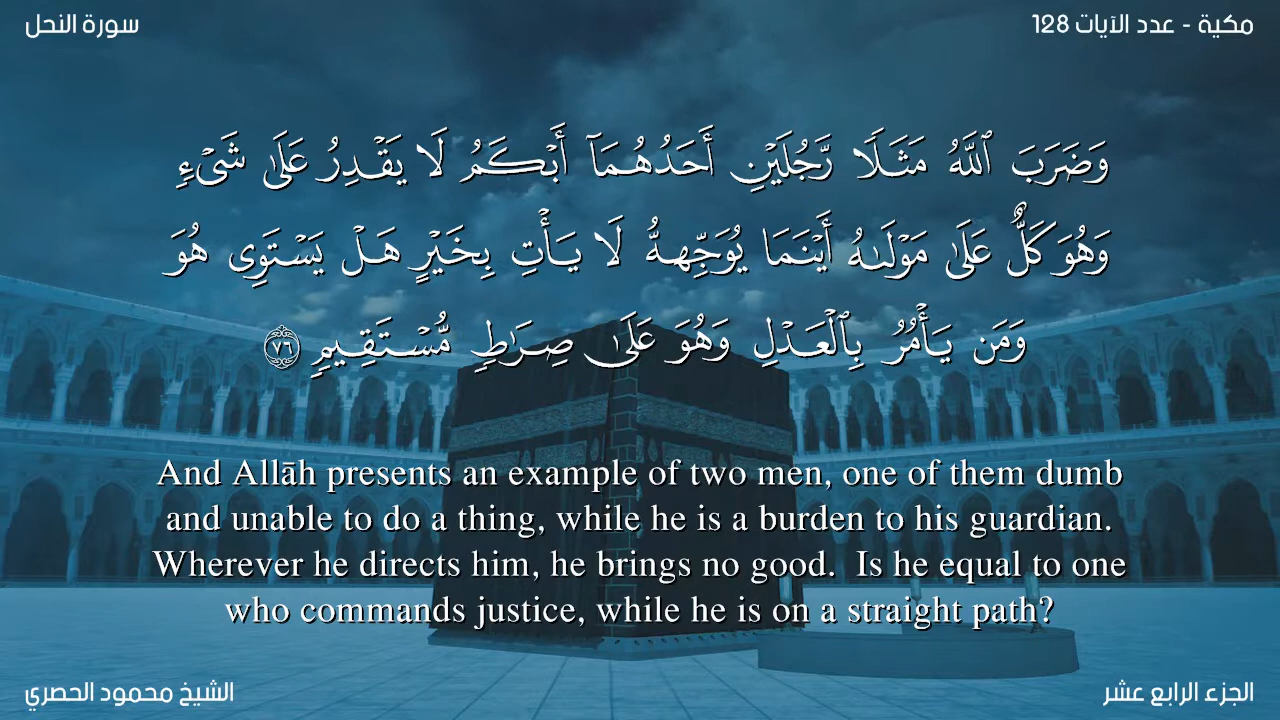 سورة النحل
مكية - عدد الآيات 128
وَضَرَبَ ٱللَّهُ مَثَلًا رَّجُلَيْنِ أَحَدُهُمَآ أَبْكَمُ لَا يَقْدِرُ عَلَىٰ شَىْءٍ
وَهُوَ كَلٌّ عَلَىٰ مَوْلَىٰهُ أَيْنَمَا يُوَجِّههُّ لَا يَأْتِ بِخَيْرٍ هَلْ يَسْتَوِى هُوَ
وَمَن يَأْمُرُ بِٱلْعَدْلِ وَهُوَ عَلَىٰ صِرَٰطٍ مُّسْتَقِيمٍ ٧٦
And Allāh presents an example of two men, one of them dumb
and unable to do a thing, while he is a burden to his guardian.
Wherever he directs him, he brings no good.  Is he equal to one
who commands justice, while he is on a straight path?
الشيخ محمود الحصري
الجزء الرابع عشر